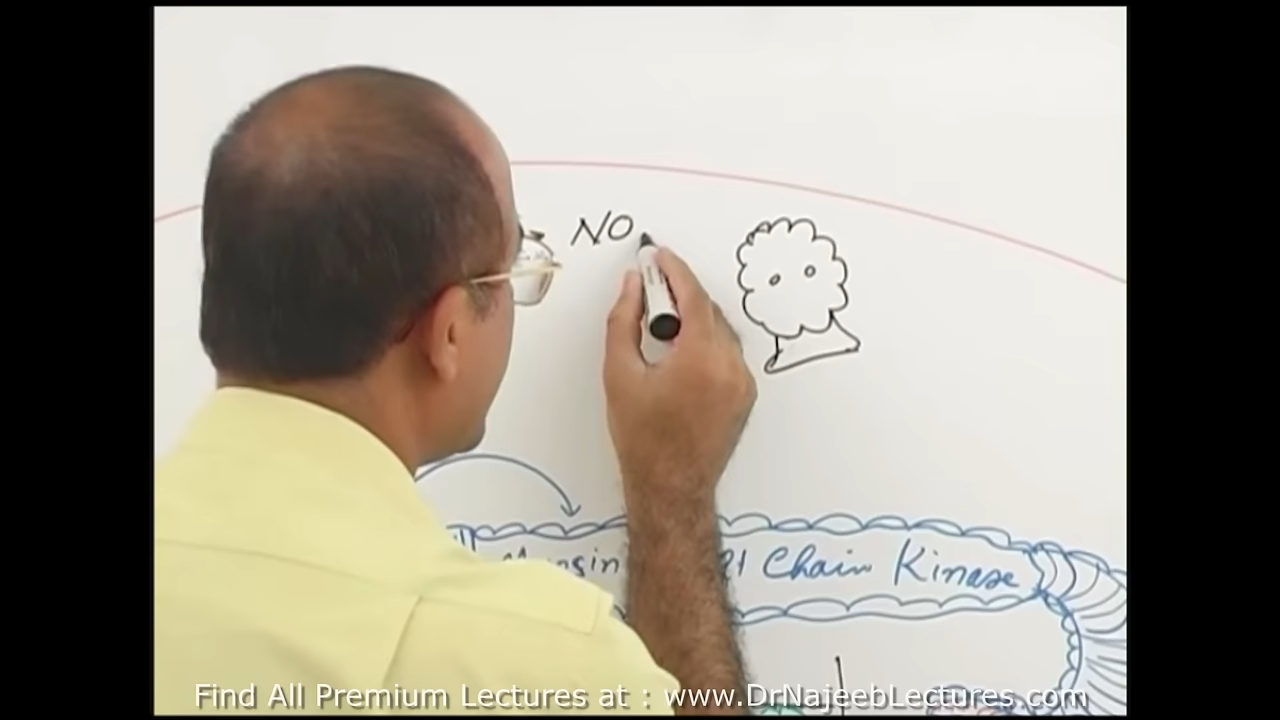 NO
Chain Kinase
Find All Premium Lectures at : www.DrNajeebLectures.com